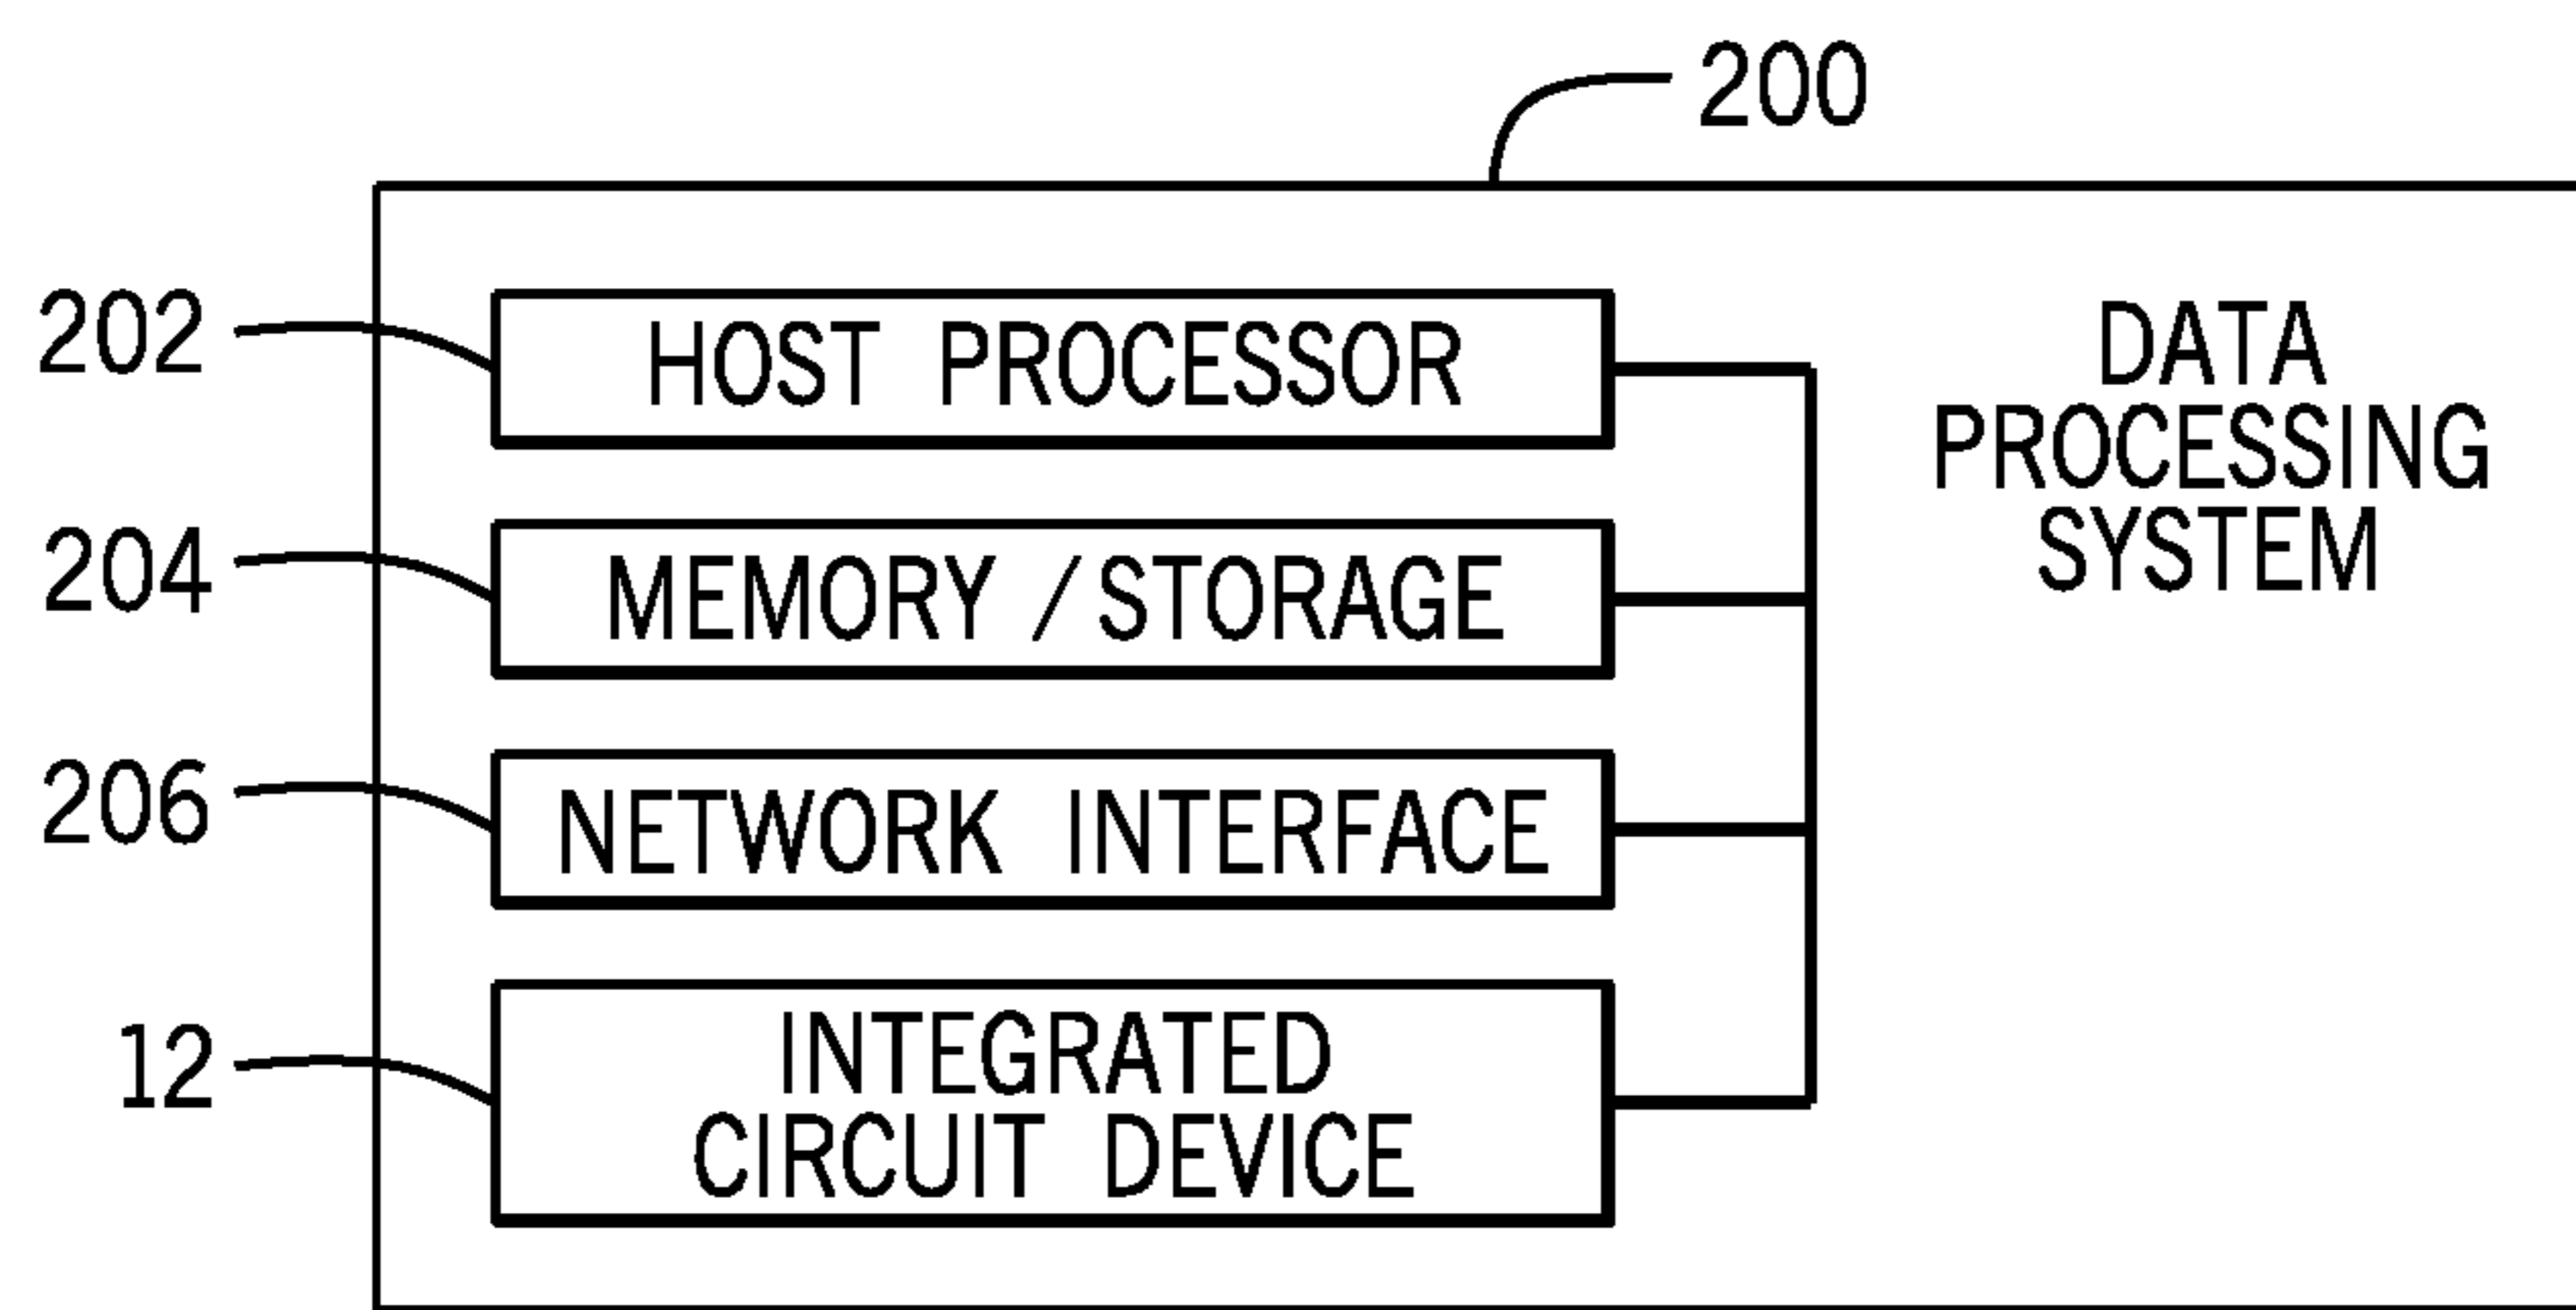 200
202
HOST PROCESSOR
DATA
PROCESSING
SYSTEM
204
MEMORY / STORAGE
206
NETWORK INTERFACE
12
INTEGRATED
CIRCUIT DEVICE